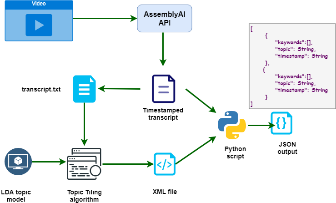 Video
AssemblyAI
API
[
{
"keywords":[],
"topic": String,
"timestamp": String
},
{
"keywords":[],
"topic": String,
"timestamp": String
}
]
transcript.txt
Timestamped
transcript
Python
script
JSON
output
LDA topic
model
Topic Tiling
algorithm
XML file